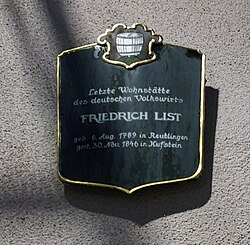 Letzte Wohnstätte
des deutschen Volkswirts
FRIEDRICH LIST
geb. 6. Aug. 1789 in Reutlingen
gest. 30. Nov. 1846 in Kufstein